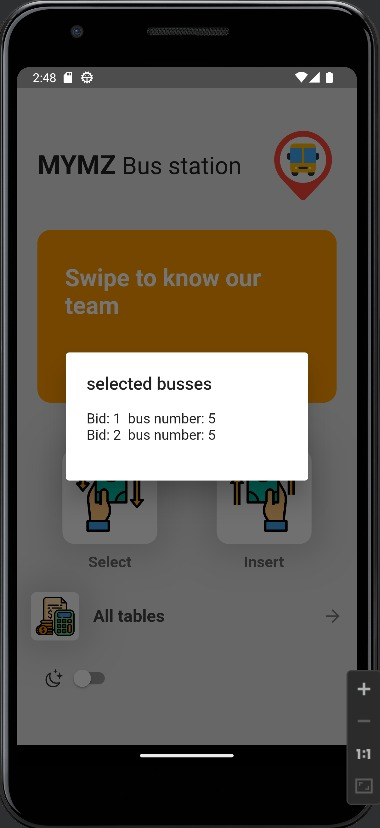 2:48
MYMZ Bus station
Swipe to know our
team
selected busses
Bid: 1  bus number: 5
Bid: 2  bus number: 5
Select
Insert
All tables
1:1